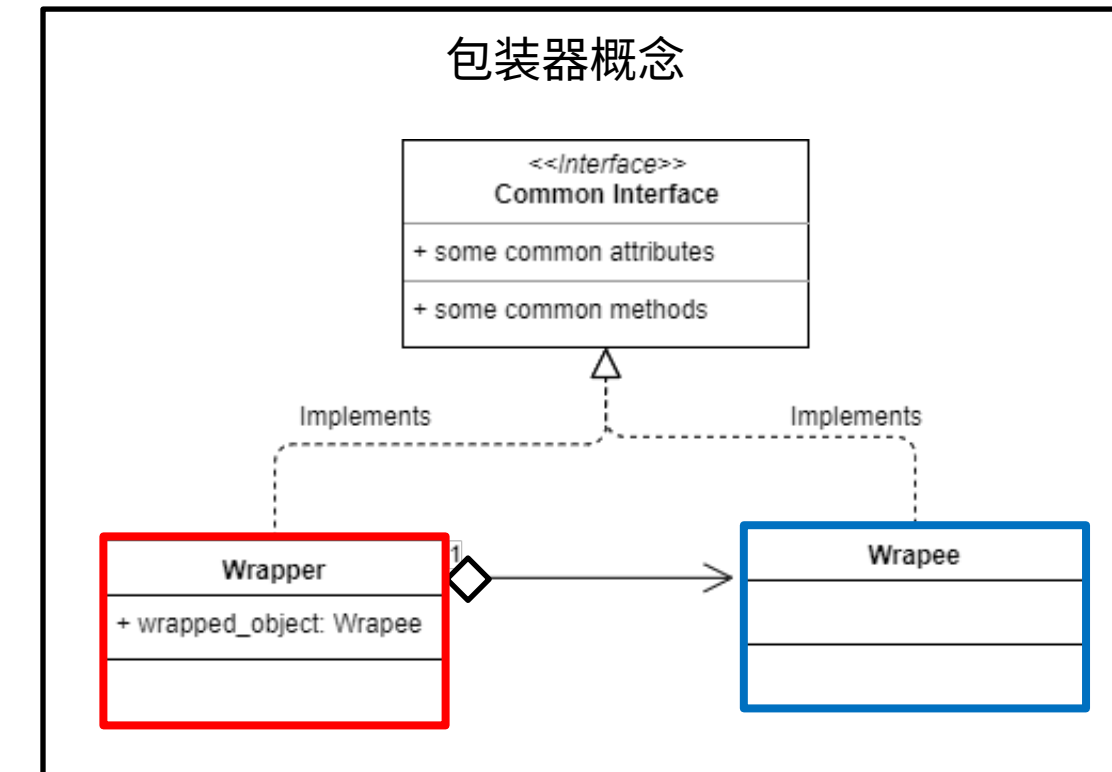 包装器概念
<<Interface>>
Common Interface
+ some common attributes
+ some common methods
Implements
Implements
Wrapper
+ wrapped_object: Wrapee
1
Wrapee